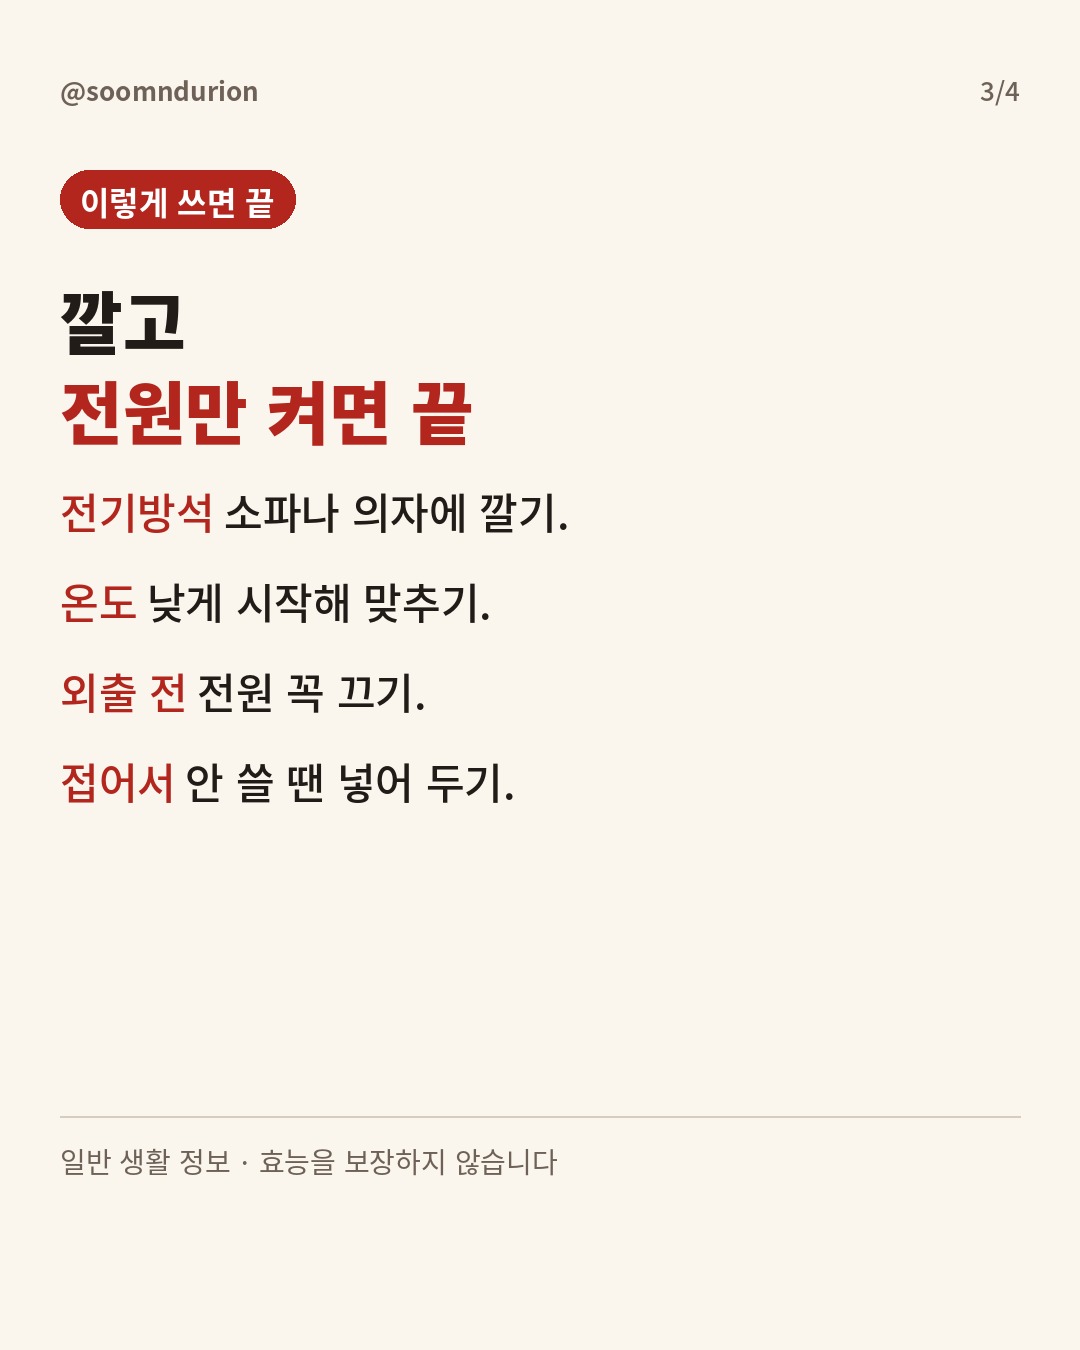 @soomndurion
3/4
이렇게 쓰면 끝
깔고
전원만 켜면 끝
전기방석 소파나 의자에 깔기.
온도 낮게 시작해 맞추기.
외출 전 전원 꼭 끄기.
접어서 안 쓸 땐 넣어 두기.
일반 생활 정보 · 효능을 보장하지 않습니다